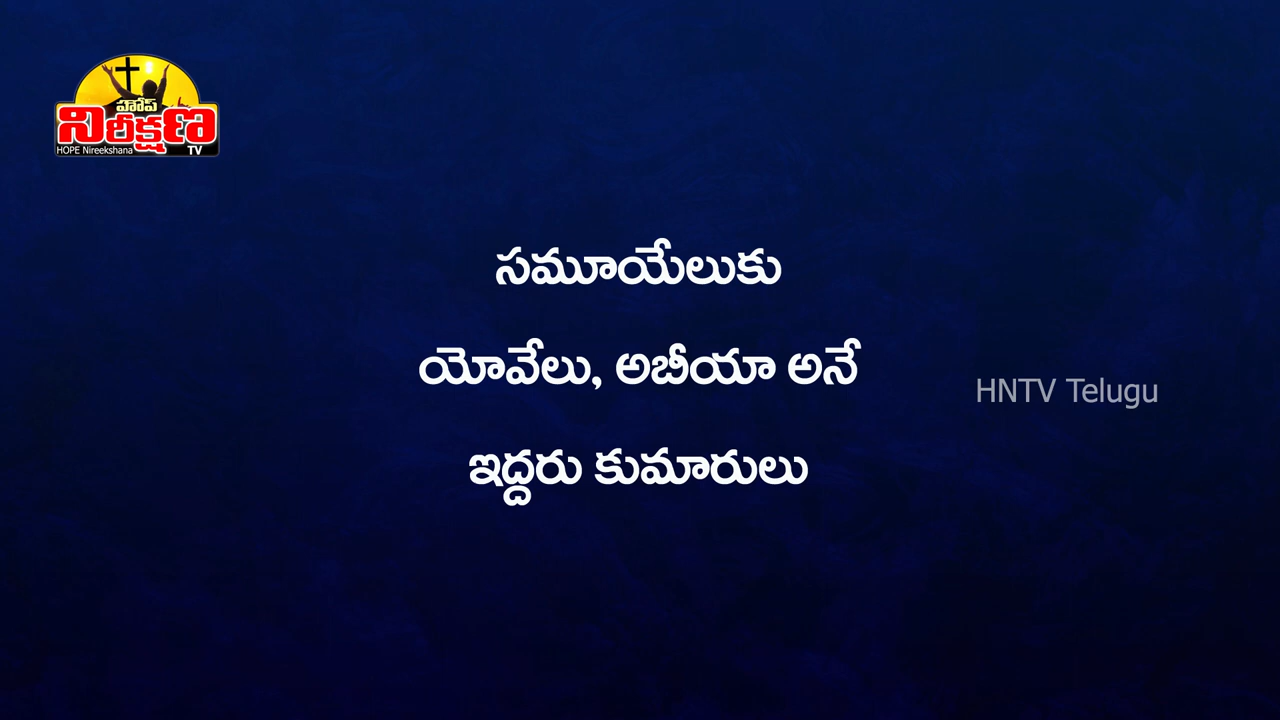 హోప్
నిరీక్షణ
HOPE Nireekshana TV
సమూయేలుకు
యోవేలు, అబీయా అనే
HNTV Telugu
ఇద్దరు కుమారులు